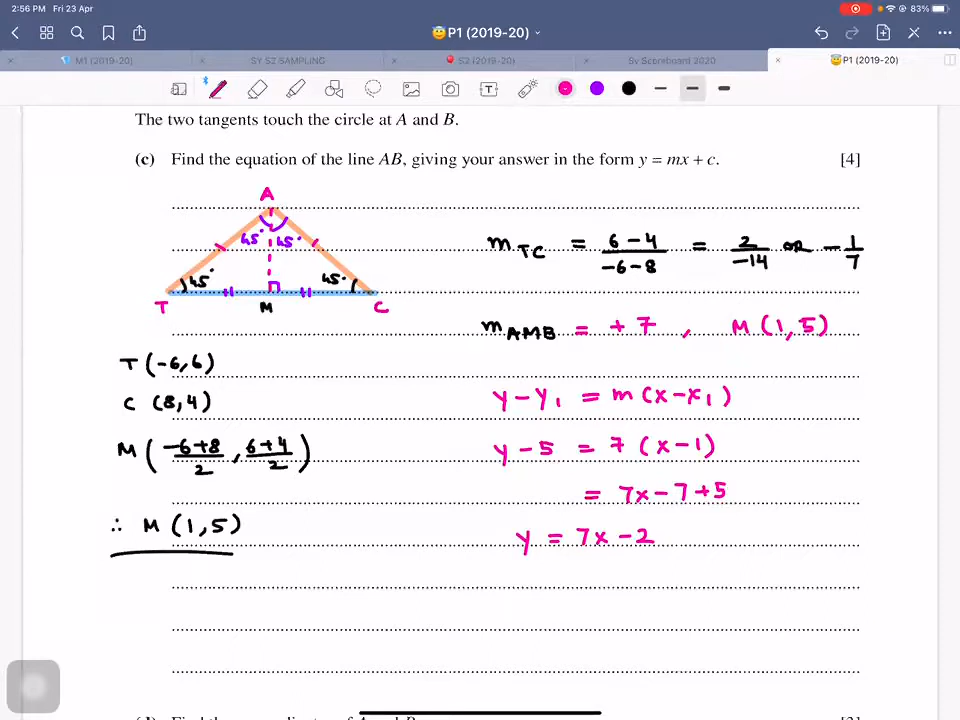 2:56 PM Fri 23 Apr
83%
P1 (2019-20)
M1 (2019-20)
SY S2 SAMPLING
S2 (2019-20)
Sv Scoreboard 2020
P1 (2019-20)
The two tangents touch the circle at A and B.
(c) Find the equation of the line AB, giving your answer in the form y = mx + c. [4]
A
45° 45°
45° 45°
T M C
T (-6,6)
C (8,4)
M ( -6+8/2 , 6+4/2 )
∴ M (1,5)
m TC = 6-4/-6-8 = 2/-14 or -1/7
m AMB = +7 , M (1,5)
y-y₁ = m(x-x₁)
y-5 = 7(x-1)
= 7x-7+5
y = 7x-2